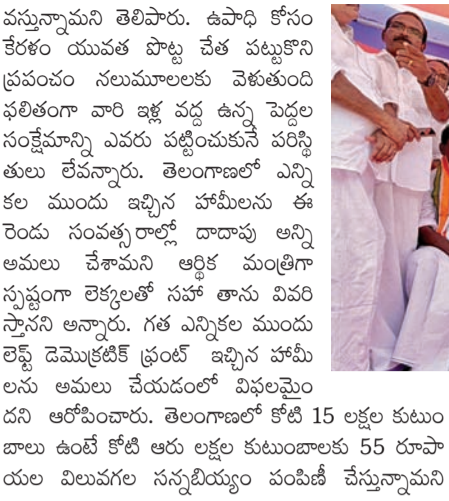 వస్తున్నామని తెలిపారు. ఉపాధి కోసం
కేరళం యువత పొట్ట చేత పట్టుకొని
ప్రపంచం నలుమూలలకు వెళుతుంది
ఫలితంగా వారి ఇళ్ల వద్ద ఉన్న పెద్దల
సంక్షేమాన్ని ఎవరు పట్టించుకునే పరిస్థి
తులు లేవన్నారు. తెలంగాణలో ఎన్ని
కల ముందు ఇచ్చిన హామీలను ఈ
రెండు సంవత్సరాల్లో దాదాపు అన్ని
అమలు చేశామని ఆర్థిక మంత్రిగా
స్పష్టంగా లెక్కలతో సహా తాను వివరి
స్తానని అన్నారు. గత ఎన్నికల ముందు
లెఫ్ట్ డెమొక్రటిక్ ఫ్రంట్ ఇచ్చిన హామీ
లను అమలు చేయడంలో విఫలమైం
దని ఆరోపించారు. తెలంగాణలో కోటి 15 లక్షల కుటుం
బాలు ఉంటే కోటి ఆరు లక్షల కుటుంబాలకు 55 రూపా
యల విలువగల సన్నబియ్యం పంపిణీ చేస్తున్నామని